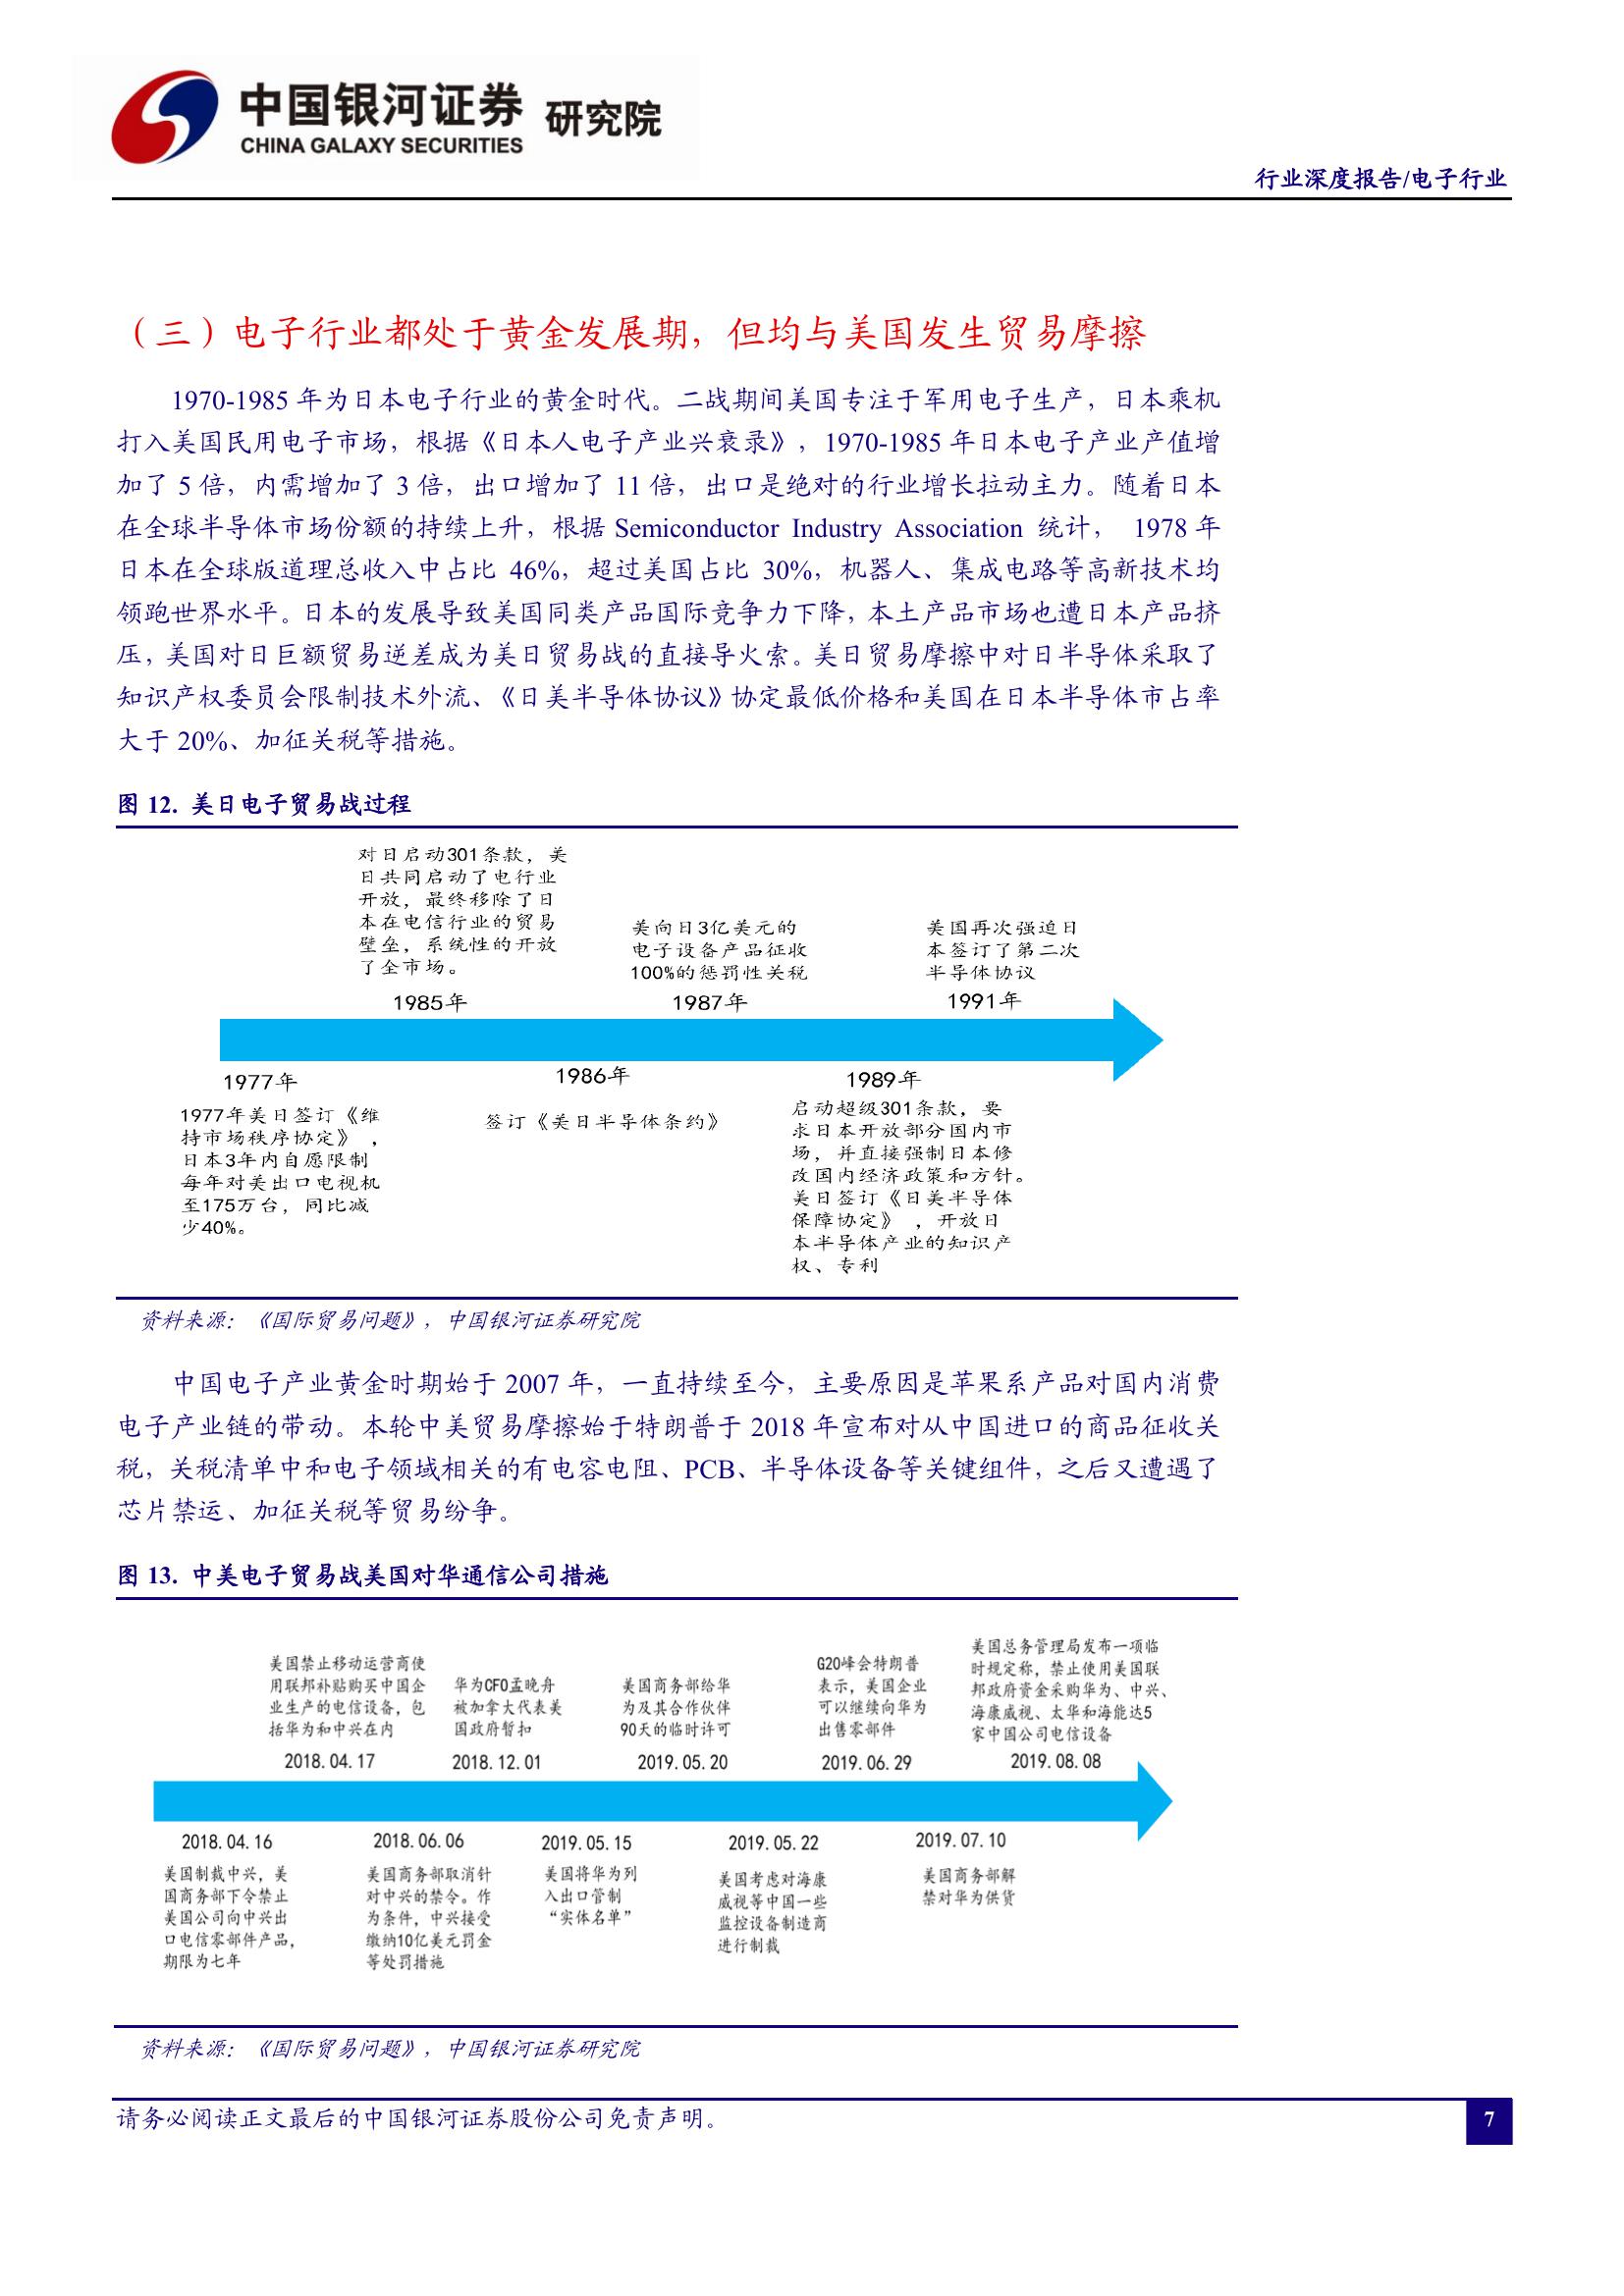 中国银河证券 研究院
CHINA GALAXY SECURITIES
行业深度报告/电子行业
（三）电子行业都处于黄金发展期，但均与美国发生贸易摩擦
1970-1985 年为日本电子行业的黄金时代。二战期间美国专注于军用电子生产，日本乘机
打入美国民用电子市场，根据《日本人电子产业兴衰录》，1970-1985 年日本电子产业产值增
加了 5 倍，内需增加了 3 倍，出口增加了 11 倍，出口是绝对的行业增长拉动主力。随着日本
在全球半导体市场份额的持续上升，根据 Semiconductor Industry Association 统计， 1978 年
日本在全球版道理总收入中占比 46%，超过美国占比 30%，机器人、集成电路等高新技术均
领跑世界水平。日本的发展导致美国同类产品国际竞争力下降，本土产品市场也遭日本产品挤
压，美国对日巨额贸易逆差成为美日贸易战的直接导火索。美日贸易摩擦中对日半导体采取了
知识产权委员会限制技术外流、《日美半导体协议》协定最低价格和美国在日本半导体市占率
大于 20%、加征关税等措施。
图 12. 美日电子贸易战过程
对日启动301条款，美
日共同启动了电行业
开放，最终移除了日
本在电信行业的贸易
壁垒，系统性的开放
了全市场。
1985年
美向日3亿美元的
电子设备产品征收
100%的惩罚性关税
1987年
美国再次强迫日
本签订了第二次
半导体协议
1991年
1977年
1977年美日签订《维
持市场秩序协定》，
日本3年内自愿限制
每年对美出口电视机
至175万台，同比减
少40%。
1986年
签订《美日半导体条约》
1989年
启动超级301条款，要
求日本开放部分国内市
场，并直接强制日本修
改国内经济政策和方针。
美日签订《日美半导体
保障协定》，开放日
本半导体产业的知识产
权、专利
资料来源：《国际贸易问题》，中国银河证券研究院
中国电子产业黄金时期始于 2007 年，一直持续至今，主要原因是苹果系产品对国内消费
电子产业链的带动。本轮中美贸易摩擦始于特朗普于 2018 年宣布对从中国进口的商品征收关
税，关税清单中和电子领域相关的有电容电阻、PCB、半导体设备等关键组件，之后又遭遇了
芯片禁运、加征关税等贸易纷争。
图 13. 中美电子贸易战美国对华通信公司措施
美国禁止移动运营商使
用联邦补贴购买中国企
业生产的电信设备，包
括华为和中兴在内
2018.04.17
华为CFO孟晚舟
被加拿大代表美
国政府暂扣
2018.12.01
美国商务部给华
为及其合作伙伴
90天的临时许可
2019.05.20
G20峰会特朗普
表示，美国企业
可以继续向华为
出售零部件
2019.06.29
美国总务管理局发布一项临
时规定称，禁止使用美国联
邦政府资金采购华为、中兴、
海康威视、太华和海能达5
家中国公司电信设备
2019.08.08
2018.04.16
美国制裁中兴，美
国商务部下令禁止
美国公司向中兴出
口电信零部件产品，
期限为七年
2018.06.06
美国商务部取消针
对中兴的禁令。作
为条件，中兴接受
缴纳10亿美元罚金
等处罚措施
2019.05.15
美国将华为列
入出口管制
“实体名单”
2019.05.22
美国考虑对海康
威视等中国一些
监控设备制造商
进行制裁
2019.07.10
美国商务部解
禁对华为供货
资料来源：《国际贸易问题》，中国银河证券研究院
请务必阅读正文最后的中国银河证券股份公司免责声明。
7